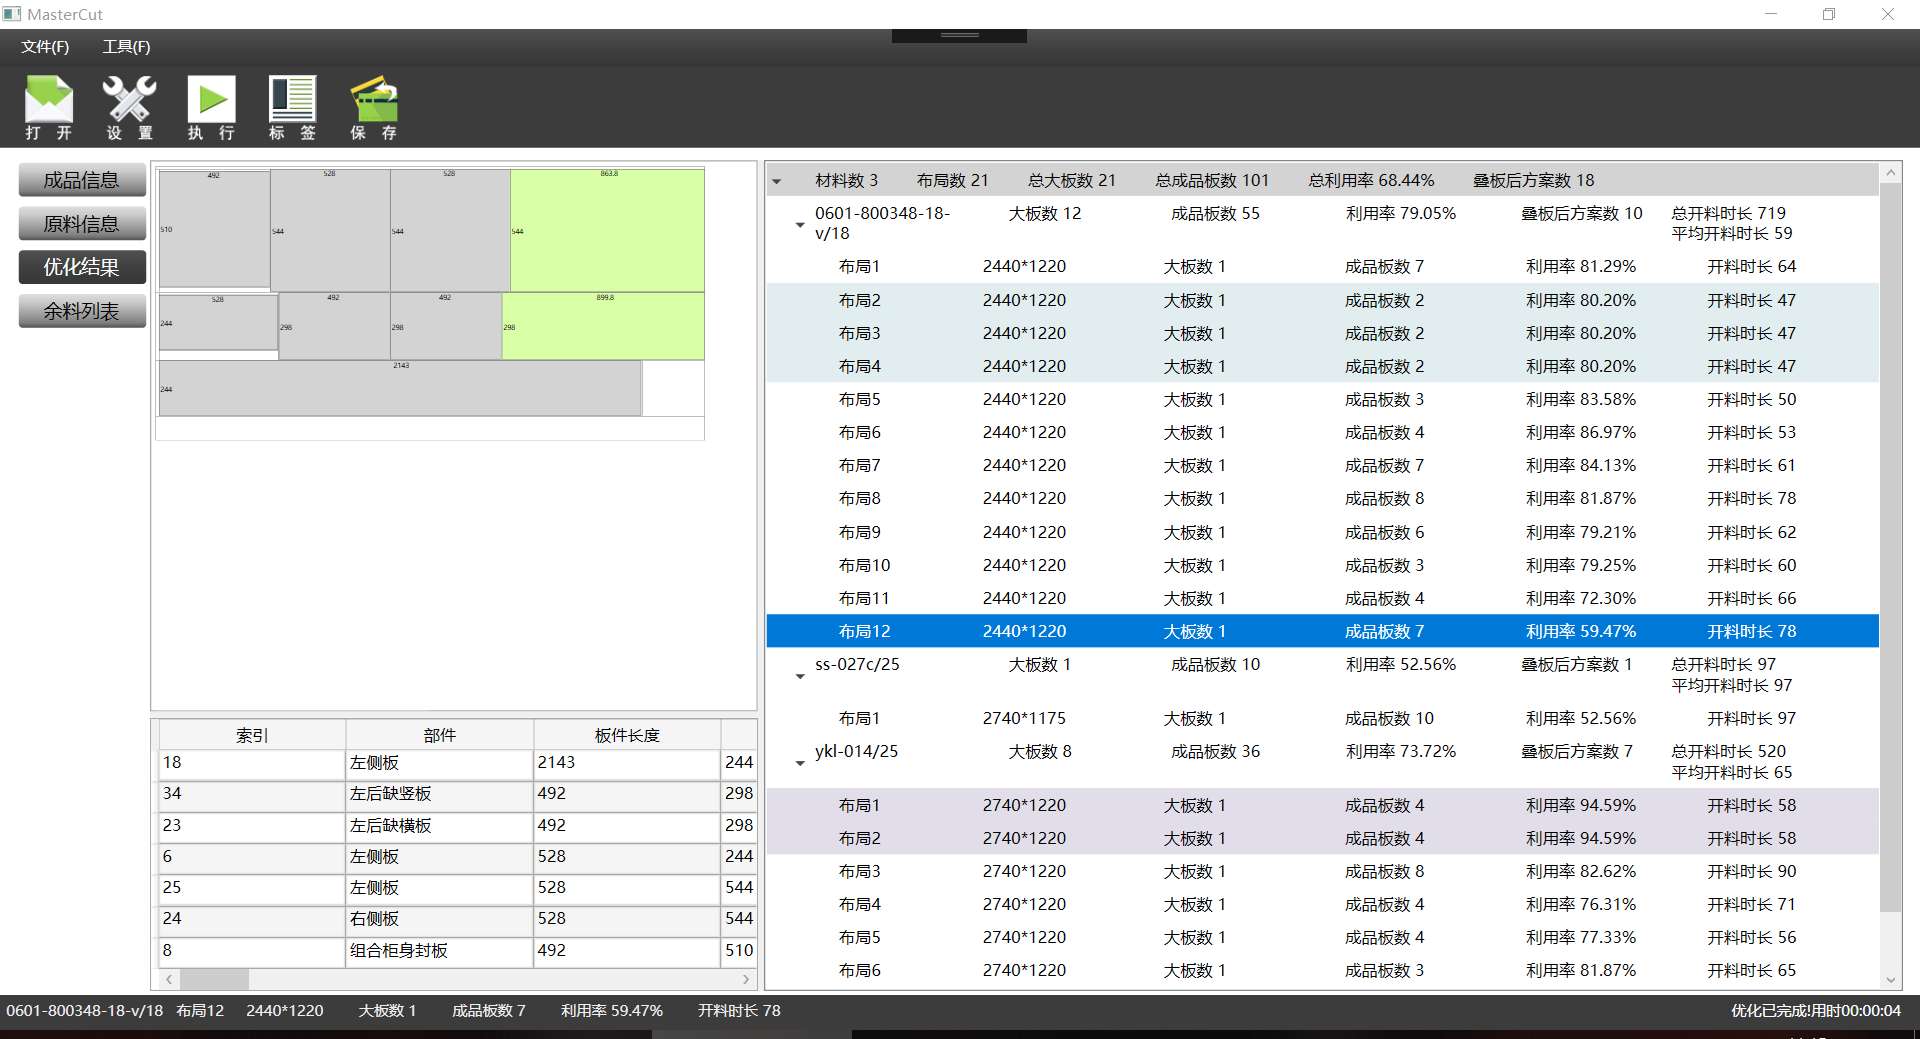 MasterCut
文件(F) 工具(F)
打 开 设 置 执 行 标 签 保 存
成品信息
原料信息
优化结果
余料列表
492 528 528 863.8
510 544 544 544
528 492 492 899.8
244 298 298 298
2143
244
索引 部件 板件长度
18 左侧板 2143 244
34 左后缺竖板 492 298
23 左后缺横板 492 298
6 左侧板 528 244
25 左侧板 528 544
24 右侧板 528 544
8 组合柜身封板 492 510
材料数 3 布局数 21 总大板数 21 总成品板数 101 总利用率 68.44% 叠板后方案数 18
0601-800348-18-v/18 大板数 12 成品板数 55 利用率 79.05% 叠板后方案数 10 总开料时长 719
平均开料时长 59
布局1 2440*1220 大板数 1 成品板数 7 利用率 81.29% 开料时长 64
布局2 2440*1220 大板数 1 成品板数 2 利用率 80.20% 开料时长 47
布局3 2440*1220 大板数 1 成品板数 2 利用率 80.20% 开料时长 47
布局4 2440*1220 大板数 1 成品板数 2 利用率 80.20% 开料时长 47
布局5 2440*1220 大板数 1 成品板数 3 利用率 83.58% 开料时长 50
布局6 2440*1220 大板数 1 成品板数 4 利用率 86.97% 开料时长 53
布局7 2440*1220 大板数 1 成品板数 7 利用率 84.13% 开料时长 61
布局8 2440*1220 大板数 1 成品板数 8 利用率 81.87% 开料时长 78
布局9 2440*1220 大板数 1 成品板数 6 利用率 79.21% 开料时长 62
布局10 2440*1220 大板数 1 成品板数 3 利用率 79.25% 开料时长 60
布局11 2440*1220 大板数 1 成品板数 4 利用率 72.30% 开料时长 66
布局12 2440*1220 大板数 1 成品板数 7 利用率 59.47% 开料时长 78
ss-027c/25 大板数 1 成品板数 10 利用率 52.56% 叠板后方案数 1 总开料时长 97
平均开料时长 97
布局1 2740*1175 大板数 1 成品板数 10 利用率 52.56% 开料时长 97
ykl-014/25 大板数 8 成品板数 36 利用率 73.72% 叠板后方案数 7 总开料时长 520
平均开料时长 65
布局1 2740*1220 大板数 1 成品板数 4 利用率 94.59% 开料时长 58
布局2 2740*1220 大板数 1 成品板数 4 利用率 94.59% 开料时长 58
布局3 2740*1220 大板数 1 成品板数 8 利用率 82.62% 开料时长 90
布局4 2740*1220 大板数 1 成品板数 4 利用率 76.31% 开料时长 71
布局5 2740*1220 大板数 1 成品板数 4 利用率 77.33% 开料时长 56
布局6 2740*1220 大板数 1 成品板数 3 利用率 81.87% 开料时长 65
0601-800348-18-v/18 布局12 2440*1220 大板数 1 成品板数 7 利用率 59.47% 开料时长 78 优化已完成!用时00:00:04